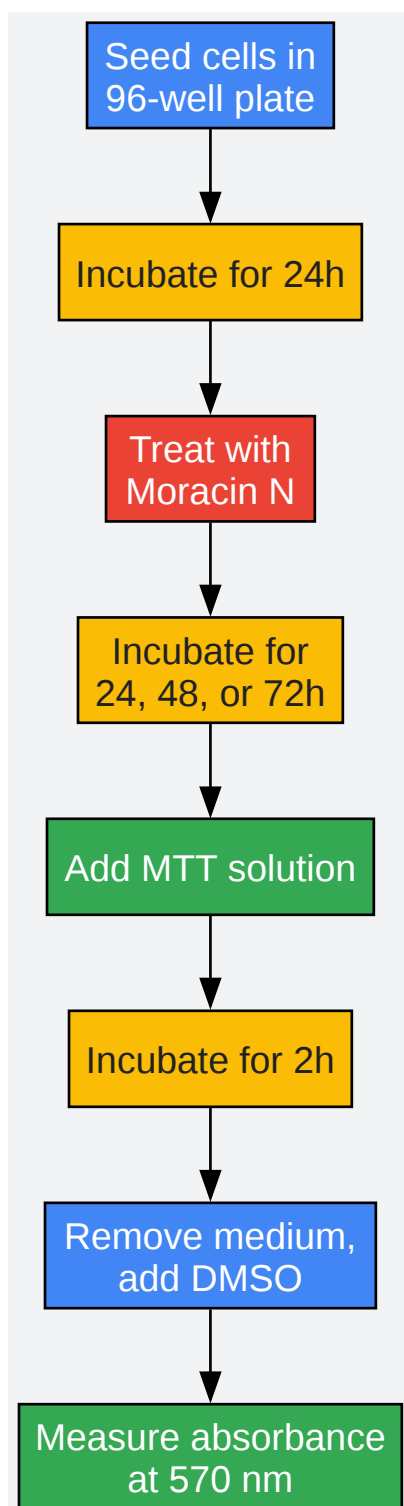 Seed cells in
96-well plate
Incubate for 24h
Treat with
Moracin N
Incubate for
24, 48, or 72h
Add MTT solution
Incubate for 2h
Remove medium,
add DMSO
Measure absorbance
at 570 nm